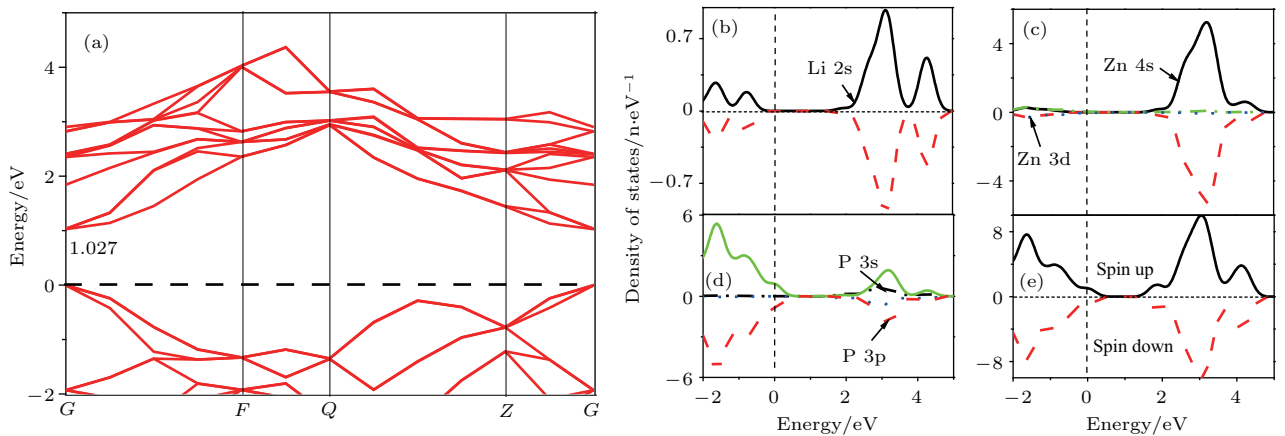 (a)
Energy/eV
4
2
0
−2
1.027
G
F
Q
Z
G
Density of states/n·eV−1
(b)
0.7
0
−0.7
Li 2s
(c)
6
4
0
−4
Zn 4s
Zn 3d
(d)
6
0
−6
P 3s
P 3p
−2
0
2
4
Energy/eV
(e)
8
0
−8
Spin up
Spin down
−2
0
2
4
Energy/eV